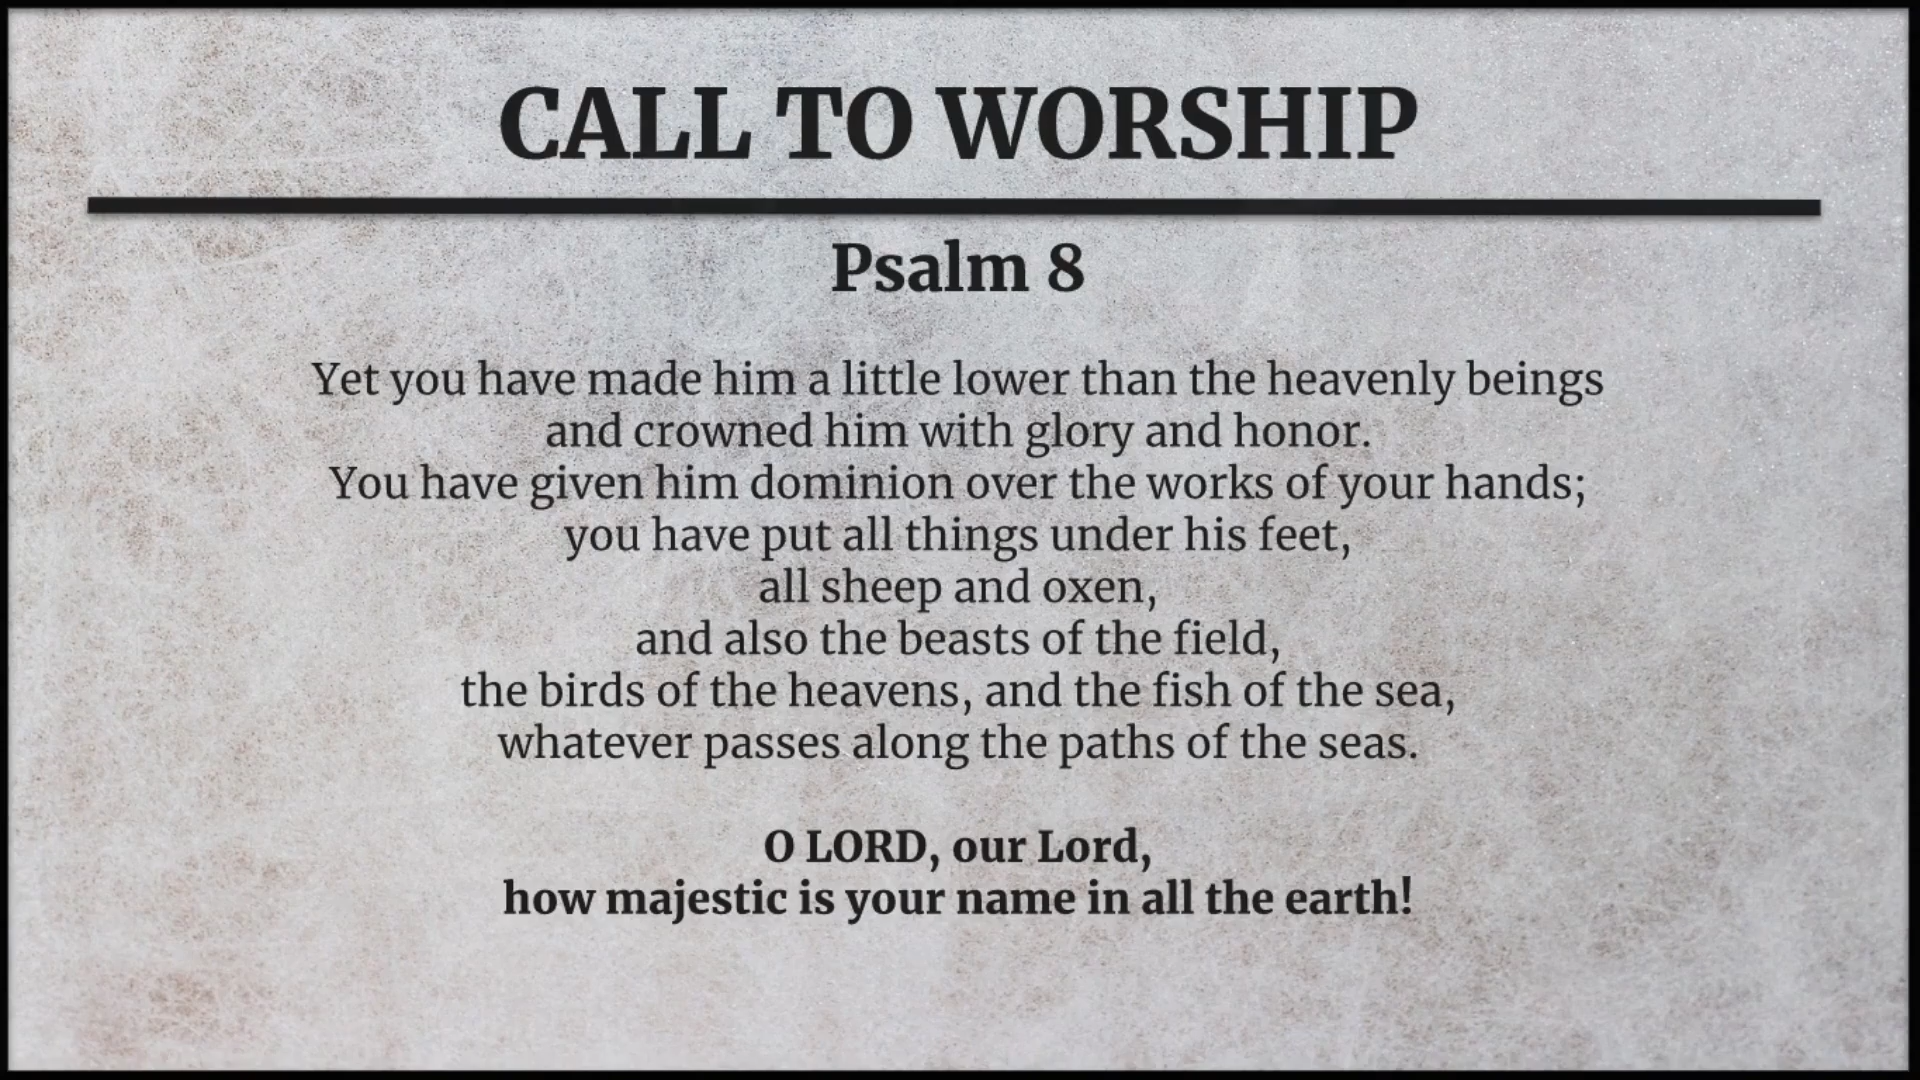 CALL TO WORSHIP
Psalm 8
Yet you have made him a little lower than the heavenly beings
and crowned him with glory and honor.
You have given him dominion over the works of your hands;
you have put all things under his feet,
all sheep and oxen,
and also the beasts of the field,
the birds of the heavens, and the fish of the sea,
whatever passes along the paths of the seas.
O LORD, our Lord,
how majestic is your name in all the earth!